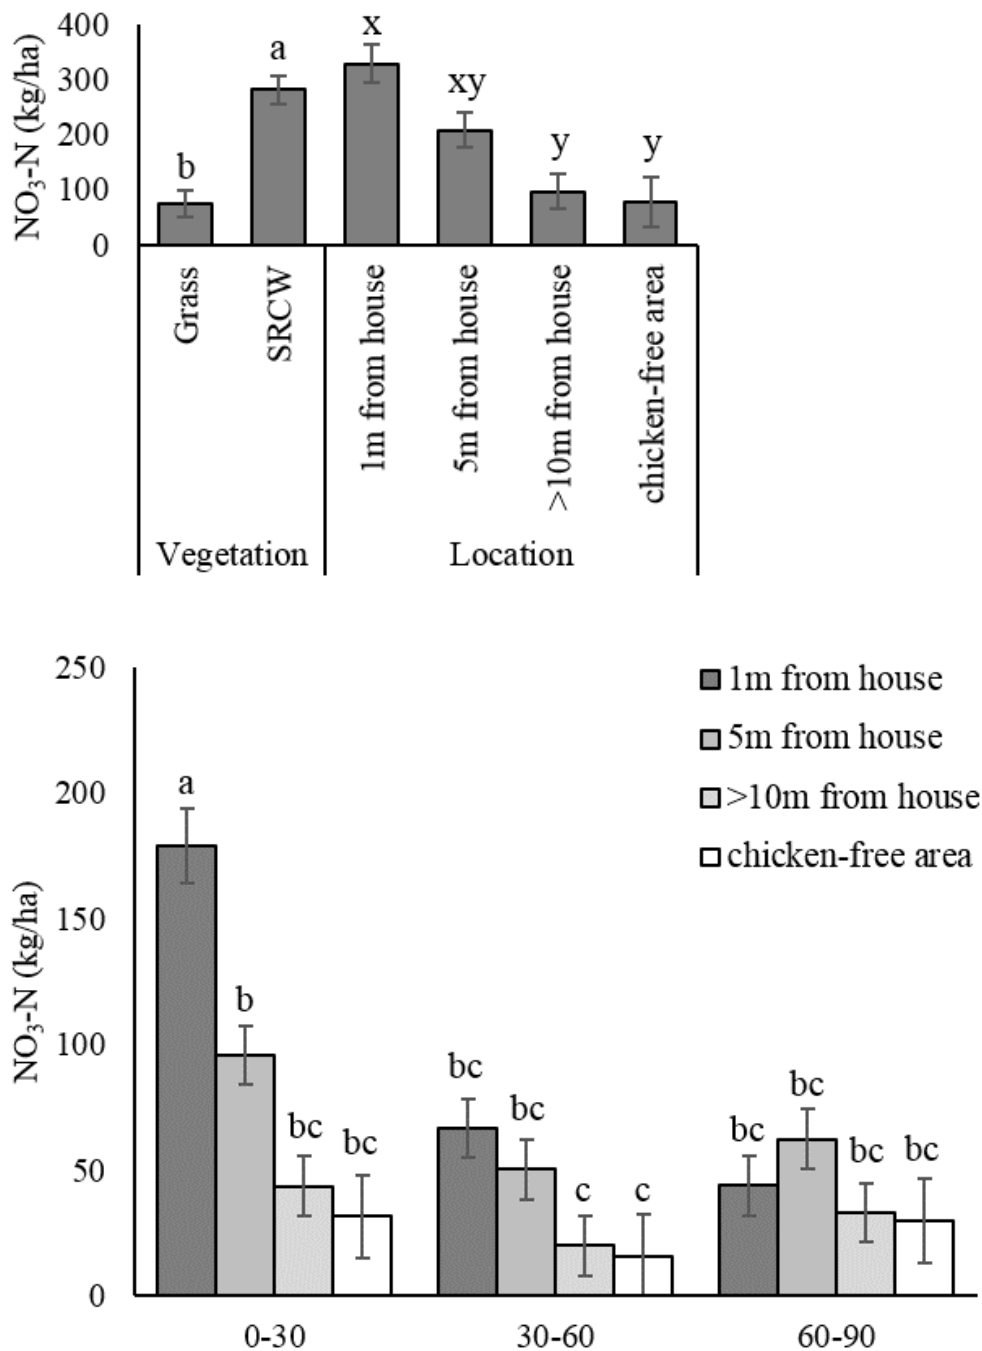 400
300
200
100
0
NO₃-N (kg/ha)
b
a
x
xy
y
y
Grass
SRCW
1m from house
5m from house
>10m from house
chicken-free area
Vegetation
Location
250
200
150
100
50
0
NO₃-N (kg/ha)
1m from house
5m from house
>10m from house
chicken-free area
a
b
bc
bc
bc
bc
c
c
bc
bc
bc
bc
0-30
30-60
60-90